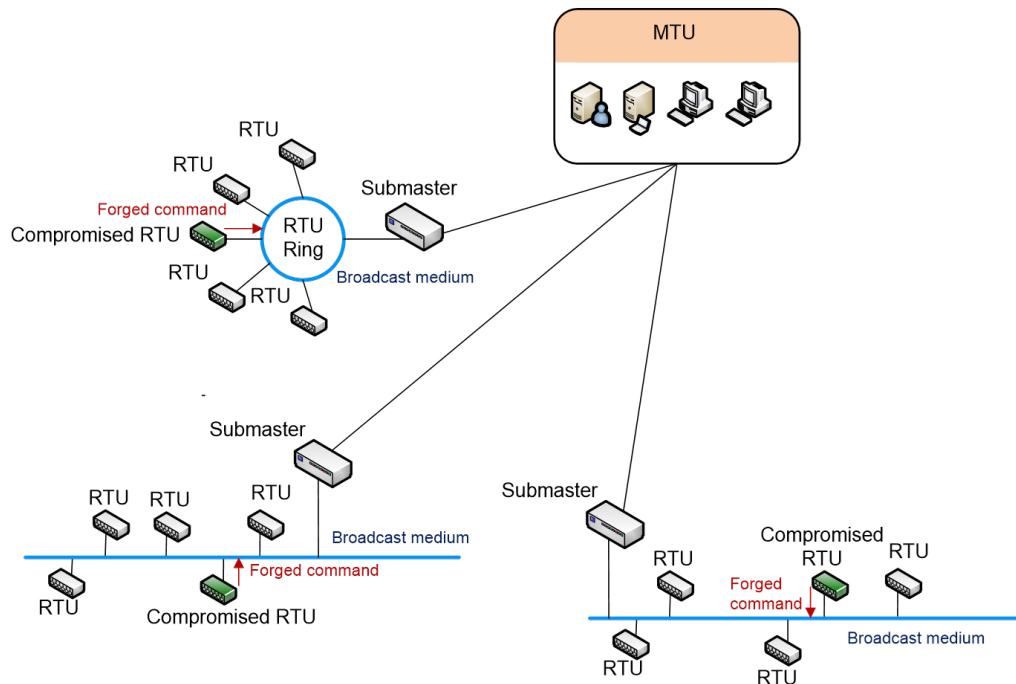 MTU
RTU
RTU
Submaster
Forged command
Compromised RTU
RTU
Ring
Broadcast medium
RTU
RTU
-
Submaster
RTU
RTU
RTU
Broadcast medium
Forged command
RTU
Compromised RTU
Submaster
Compromised
RTU
RTU
RTU
Forged
command
Broadcast medium
RTU
RTU